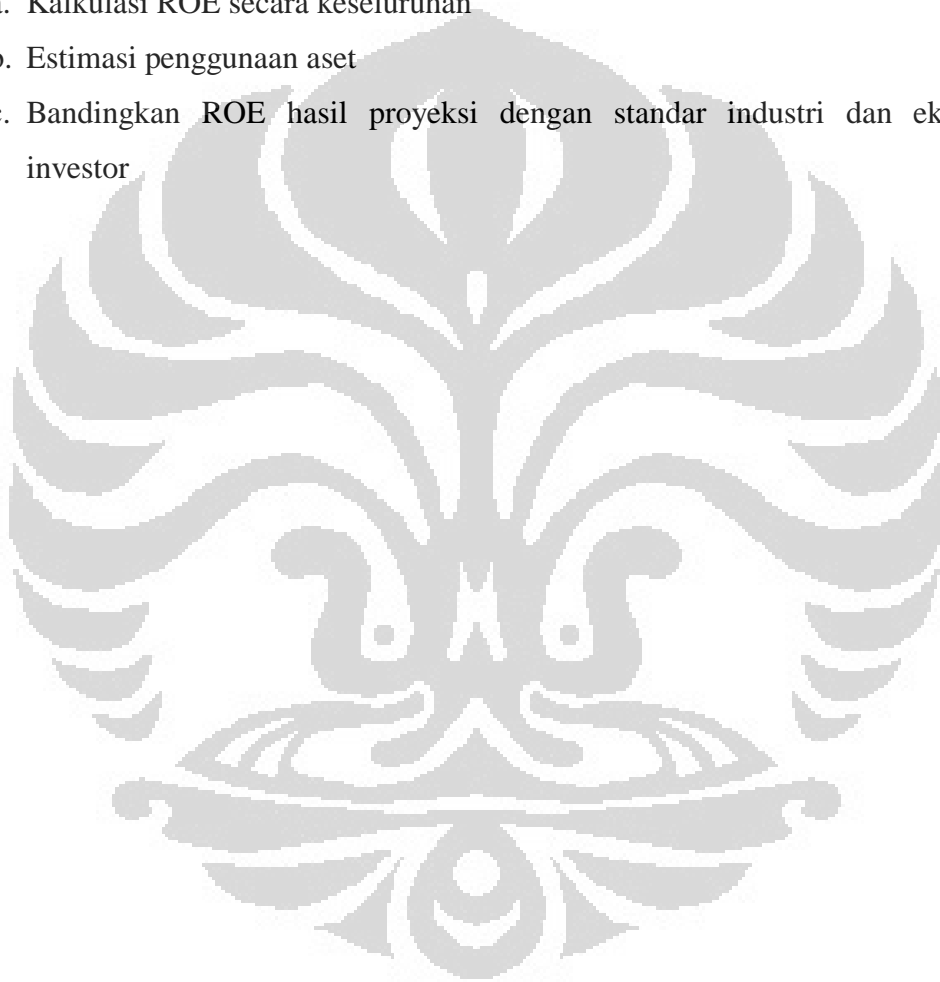 a. Kalkulasi ROE secara keseluruhan
b. Estimasi penggunaan aset
c. Bandingkan ROE hasil proyeksi dengan standar industri dan ek
investor